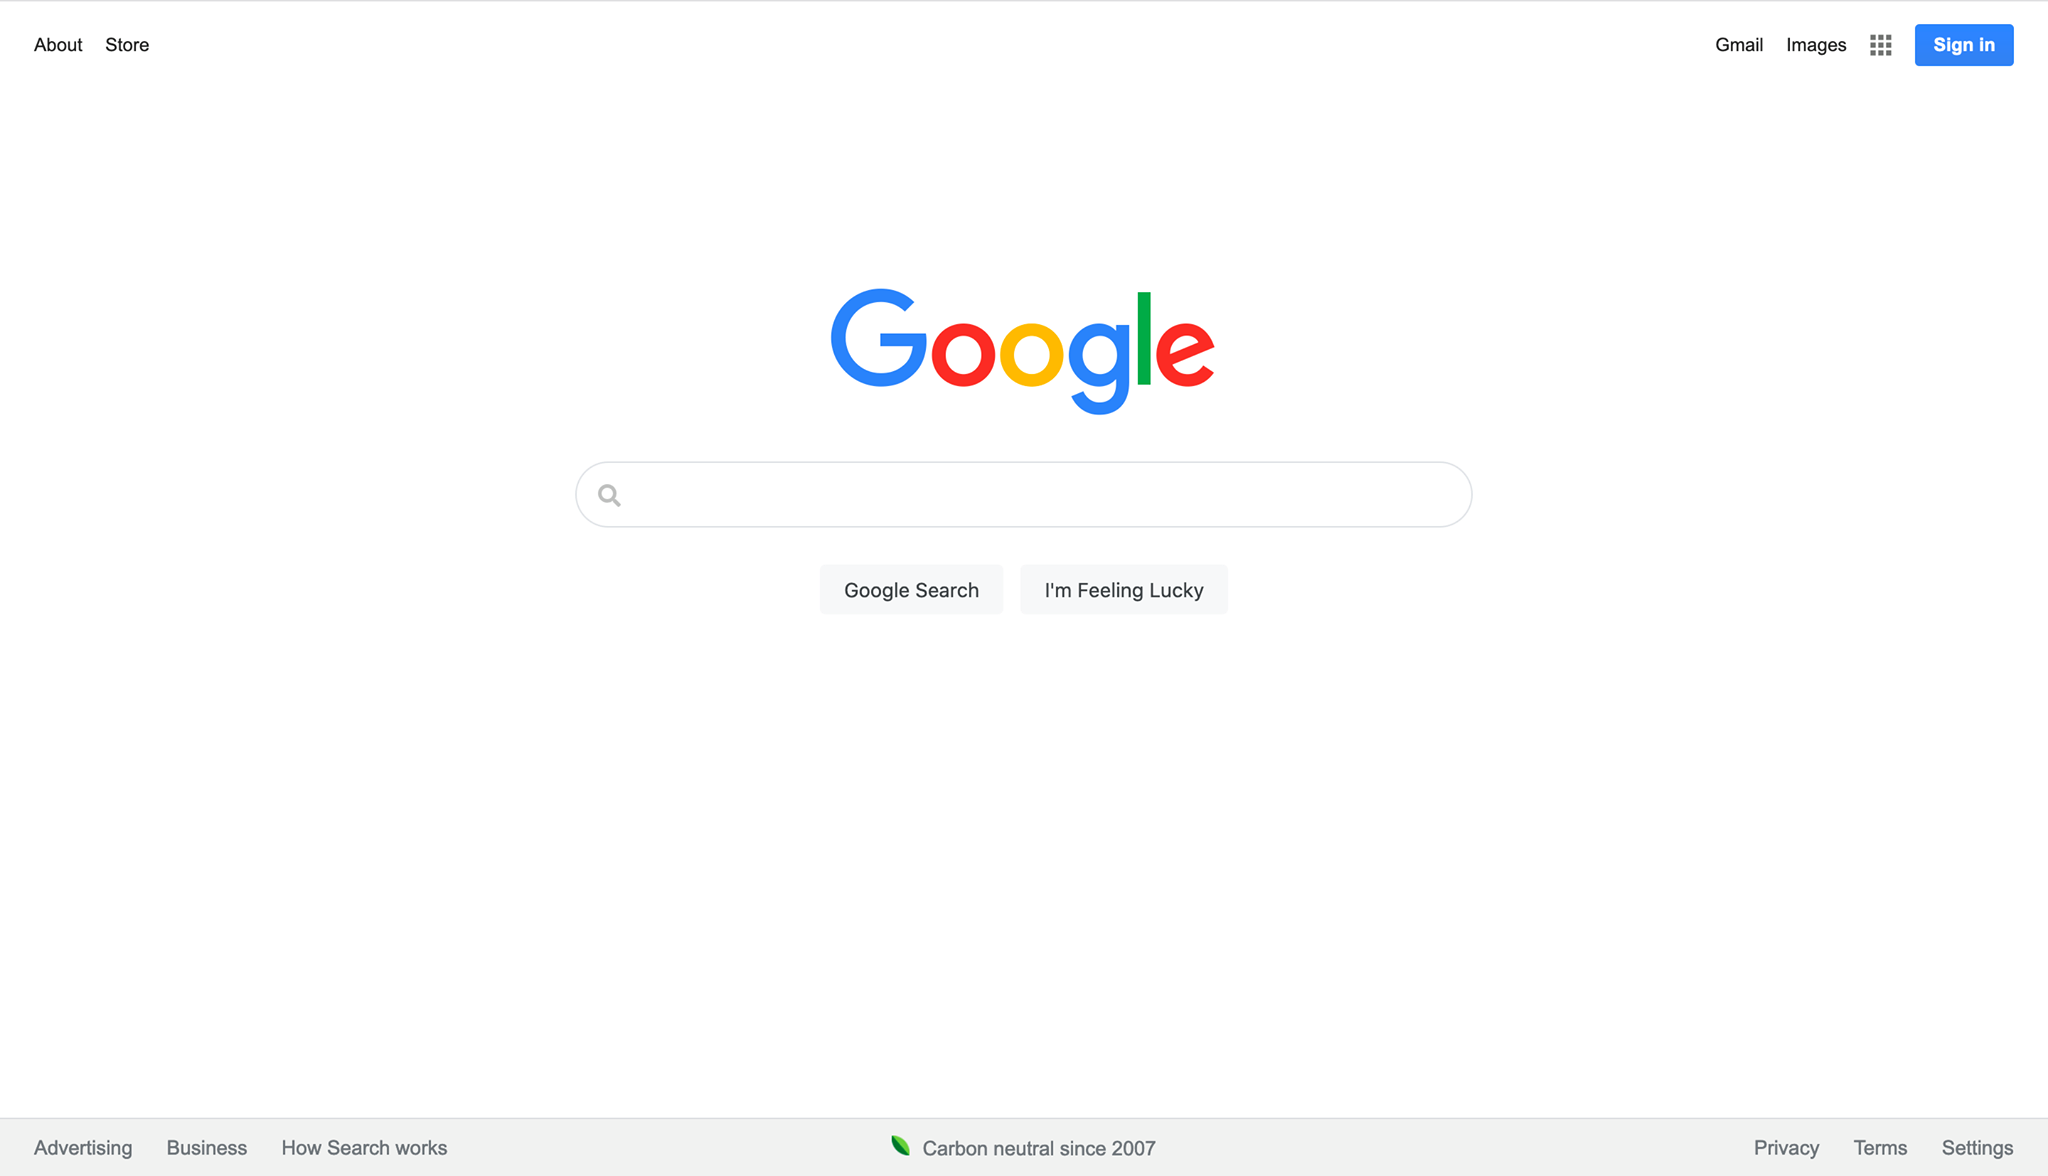 About Store Gmail Images Sign in
Google
Google Search I'm Feeling Lucky
Advertising Business How Search works Carbon neutral since 2007 Privacy Terms Settings